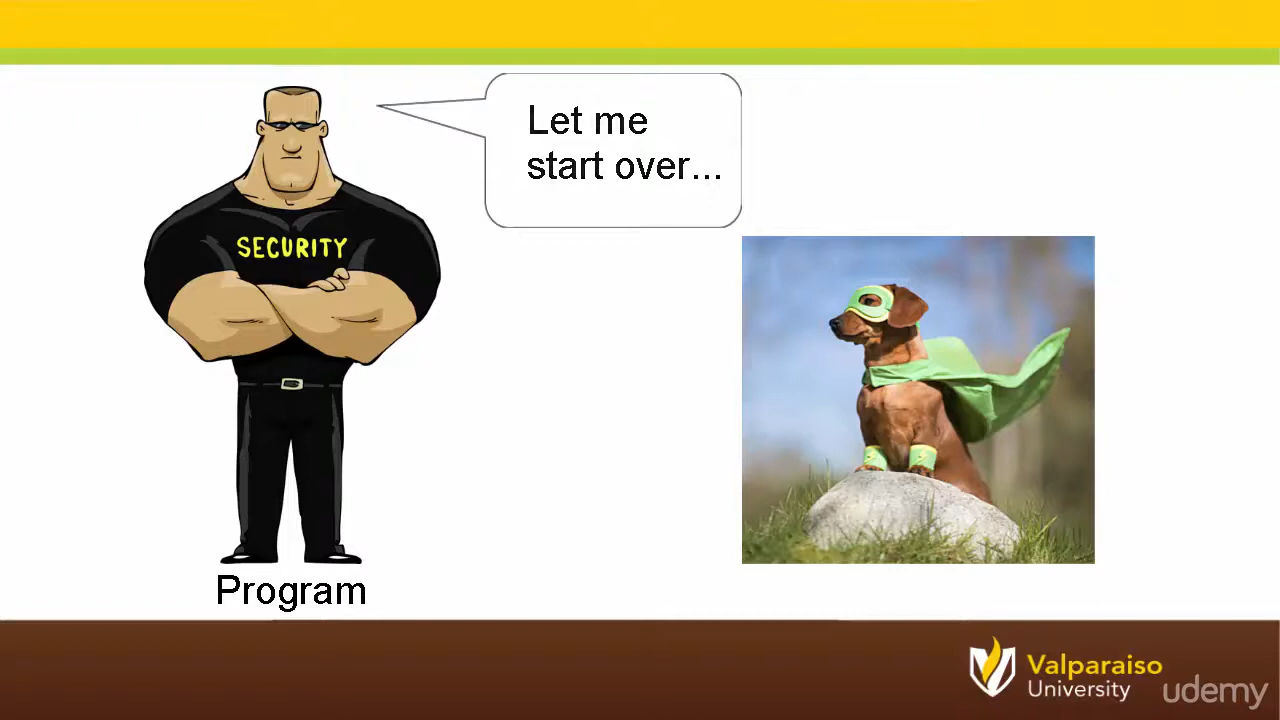 Let me
start over...
SECURITY
Program
Valparaiso
University
udemy